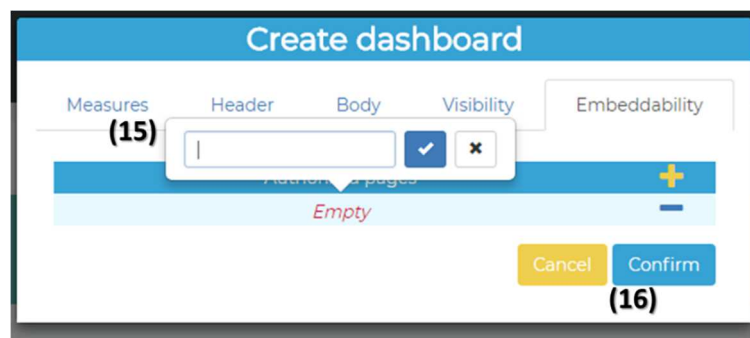 Create dashboard
Measures Header Body Visibility Embeddability
(15)
Empty
Cancel Confirm
(16)